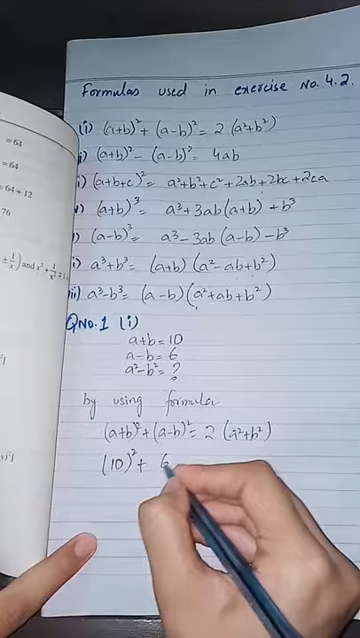 = 64
= 64
= 64 + 12
76
Formulas used in exercise No. 4.2.
(i) (a+b)² + (a-b)² = 2 (a²+b²)
i) (a+b)² - (a-b)² = 4ab
i) (a+b+c)² = a²+b²+c²+2ab+2bc+2ca
v) (a+b)³ = a³+3ab(a+b)+b³
(a-b)³ = a³-3ab(a-b)-b³
i) a³+b³ = (a+b)(a²-ab+b²)
ii) a³-b³ = (a-b)(a²+ab+b²)
Q No. 1 (i)
a+b=10
a-b=6
a²-b²=?
by using formula
(a+b)²+(a-b)²=2 (a²+b²)
(10)²+ 6